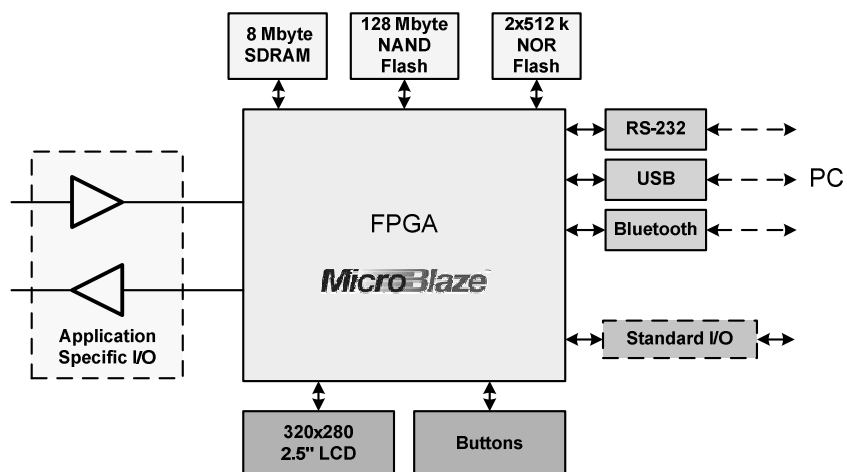 8 Mbyte
SDRAM
128 Mbyte
NAND
Flash
2x512 k
NOR
Flash
RS-232
USB
PC
Bluetooth
FPGA
MicroBlaze™
Application
Specific I/O
Standard I/O
320x280
2.5" LCD
Buttons